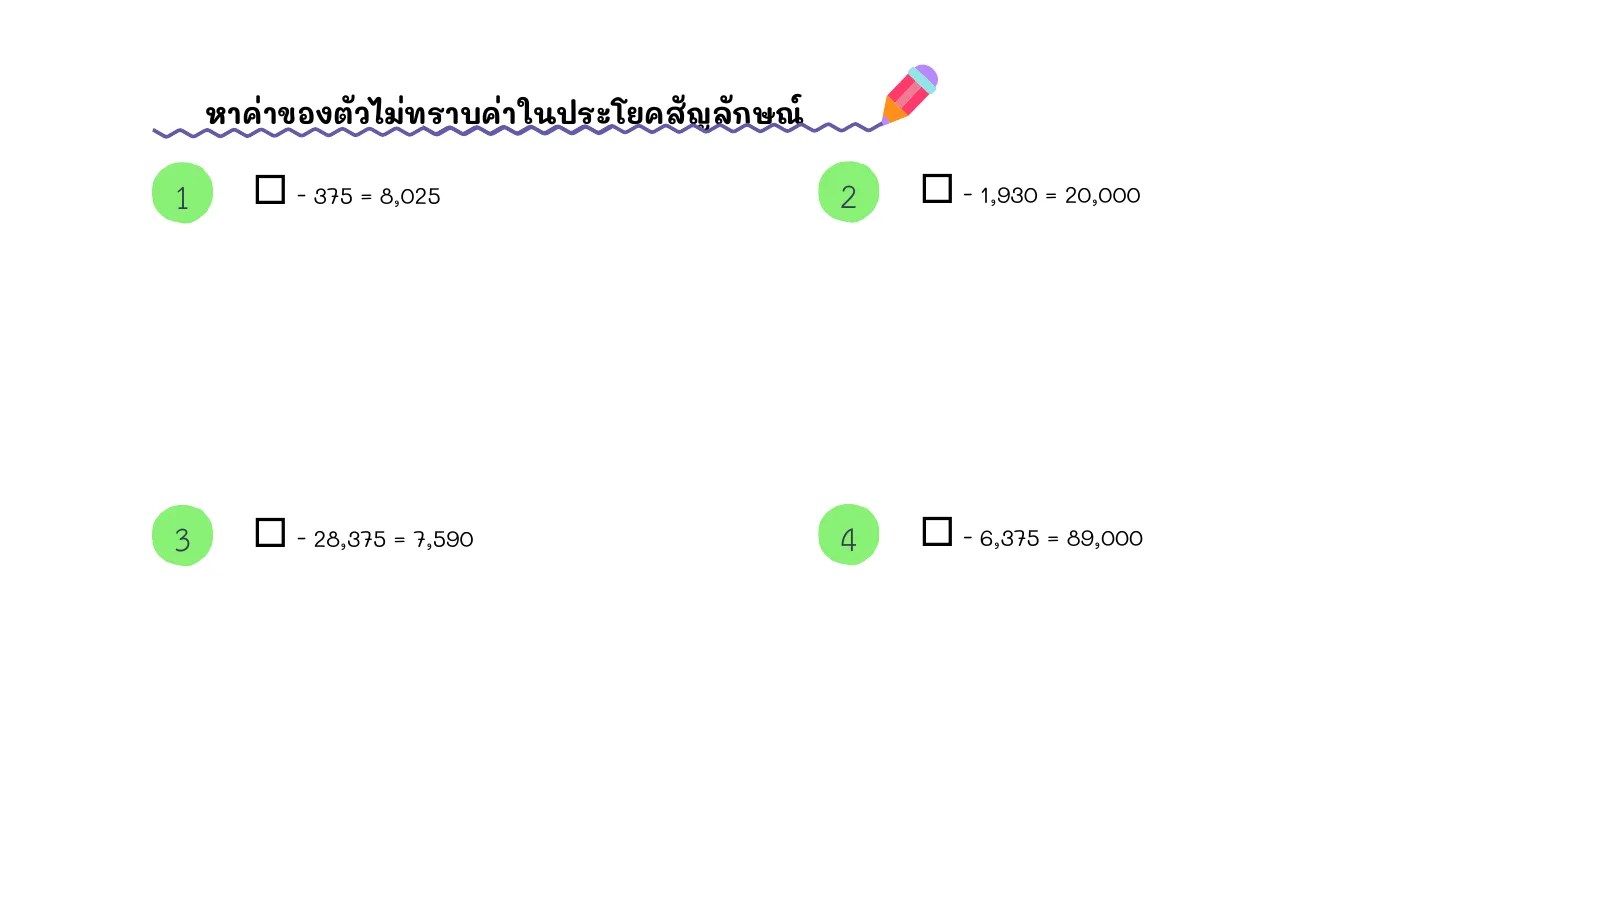 หาค่าของตัวไม่ทราบค่าในประโยคสัญลักษณ์
1 □ - 375 = 8,025
2 □ - 1,930 = 20,000
3 □ - 28,375 = 7,590
4 □ - 6,375 = 89,000